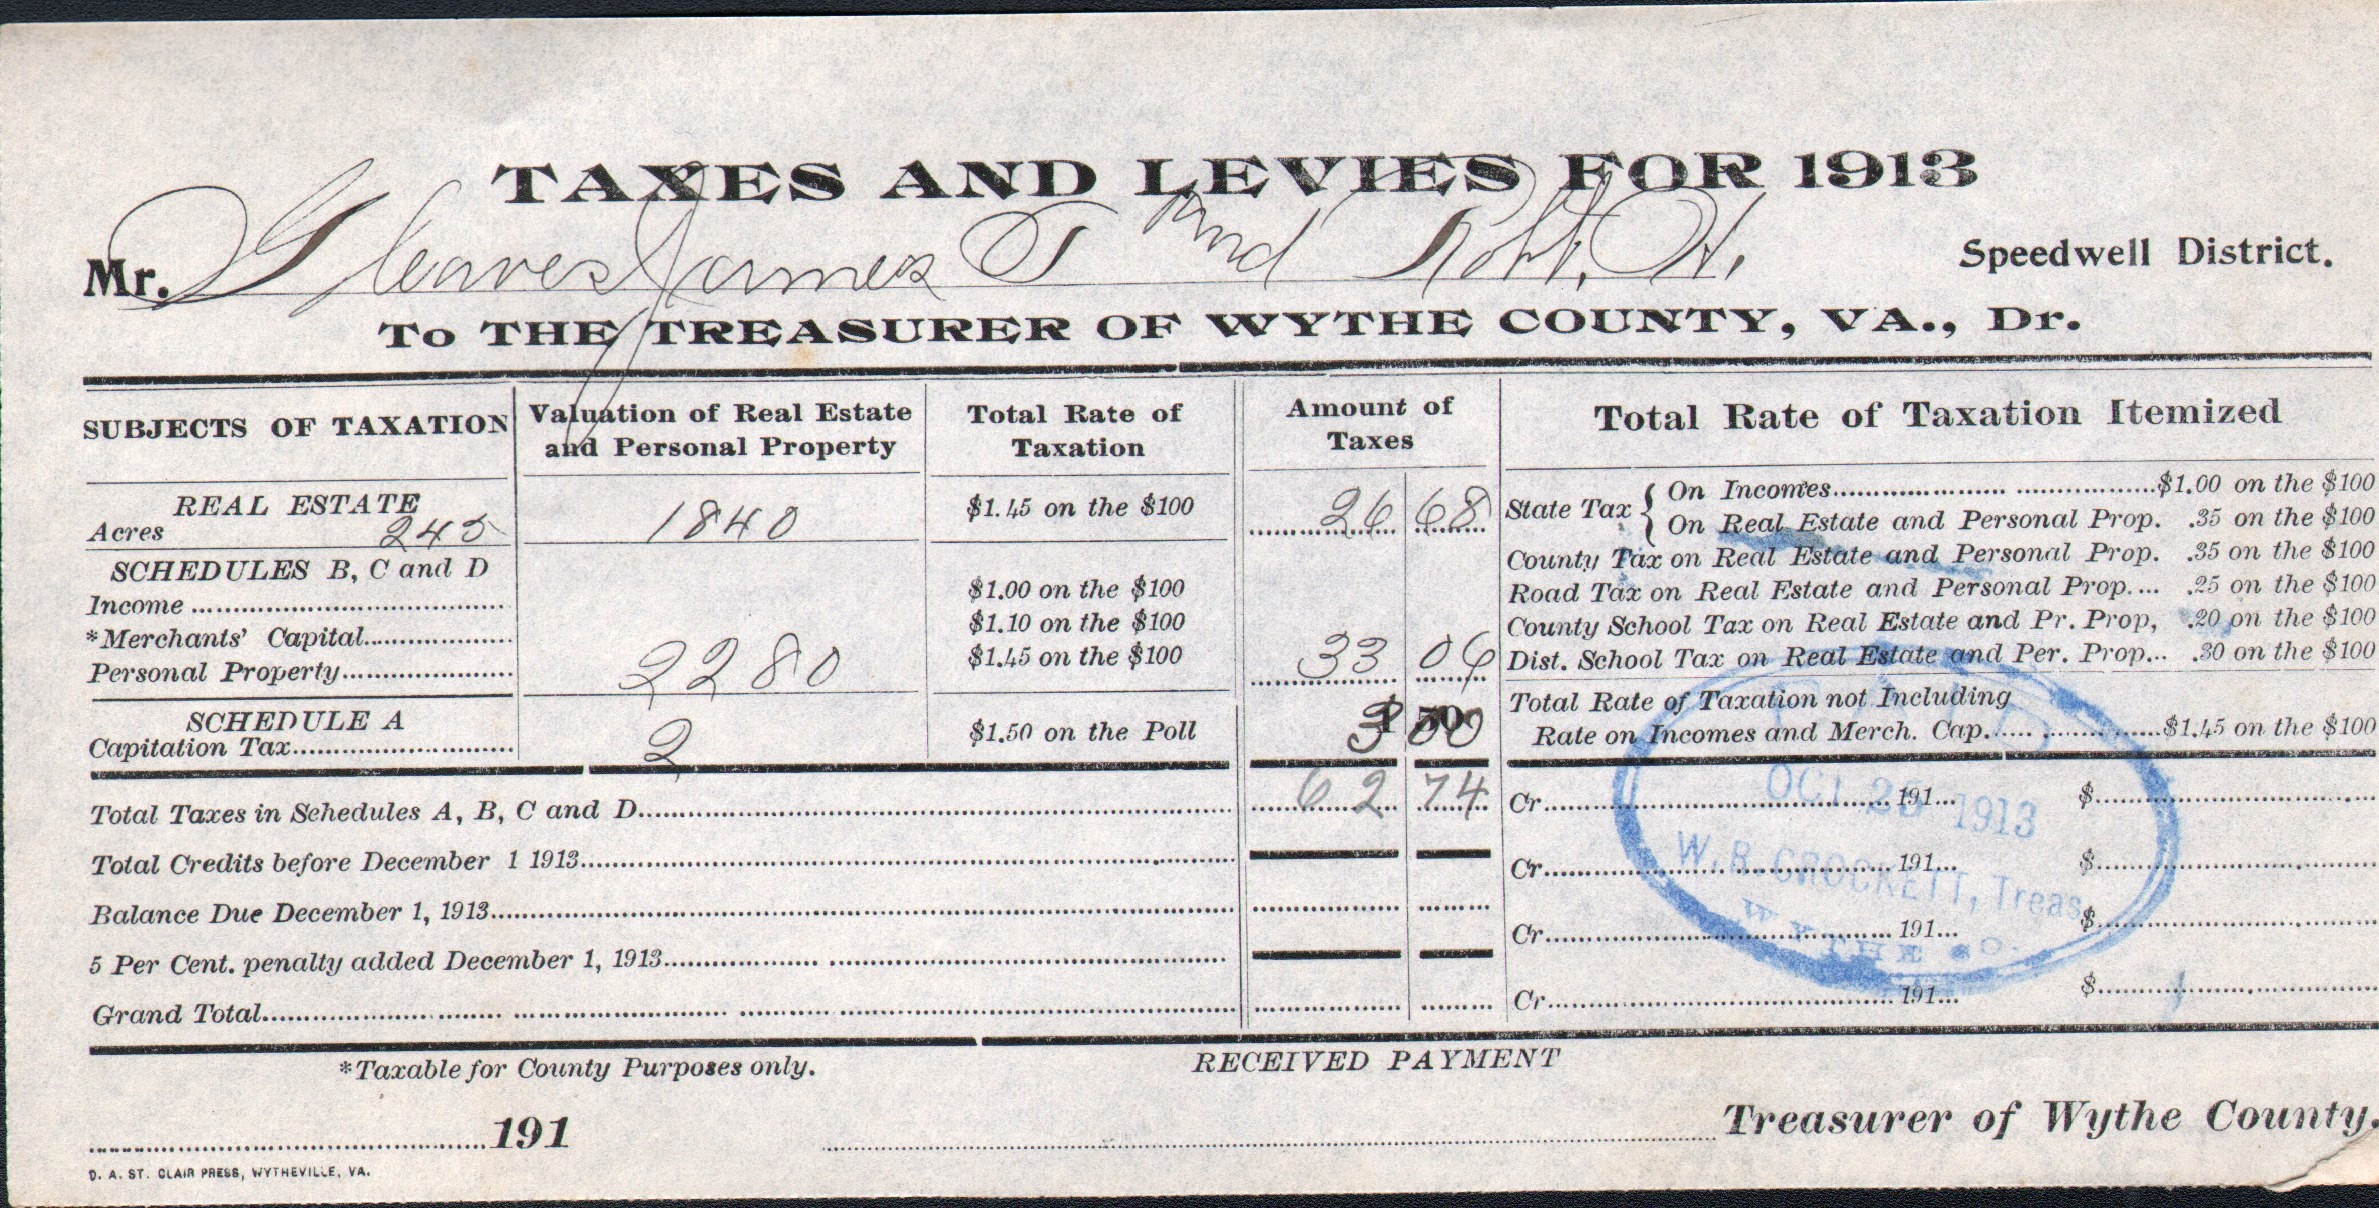 TAXES AND LEVIES FOR 1913
Mr. Gleaves James T and Robt. H. Speedwell District.
To THE TREASURER OF WYTHE COUNTY, VA., Dr.
SUBJECTS OF TAXATION
Valuation of Real Estate and Personal Property
Total Rate of Taxation
Amount of Taxes
Total Rate of Taxation Itemized
REAL ESTATE
Acres 245 1840 $1.45 on the $100 26 68
SCHEDULES B, C and D
Income $1.00 on the $100
*Merchants' Capital $1.10 on the $100
Personal Property 2280 $1.45 on the $100 33 06
SCHEDULE A
Capitation Tax 2 $1.50 on the Poll $1 50 3 00
State Tax { On Incomes $1.00 on the $100
On Real Estate and Personal Prop. .35 on the $100
County Tax on Real Estate and Personal Prop. .35 on the $100
Road Tax on Real Estate and Personal Prop. .25 on the $100
County School Tax on Real Estate and Pr. Prop, .20 on the $100
Dist. School Tax on Real Estate and Per. Prop. .30 on the $100
Total Rate of Taxation not Including
Rate on Incomes and Merch. Cap. $1.45 on the $100
Total Taxes in Schedules A, B, C and D 62 74
Total Credits before December 1 1913
Balance Due December 1, 1913
5 Per Cent. penalty added December 1, 1913
Grand Total
Cr 191 $
Cr 191 $
Cr 191 $
Cr 191 $
PAID
OCT 25 1913
W. B. CROCKETT, Treas.
WYTHE CO.
*Taxable for County Purposes only.
RECEIVED PAYMENT
191
Treasurer of Wythe County.
D. A. ST. CLAIR PRESS, WYTHEVILLE, VA.